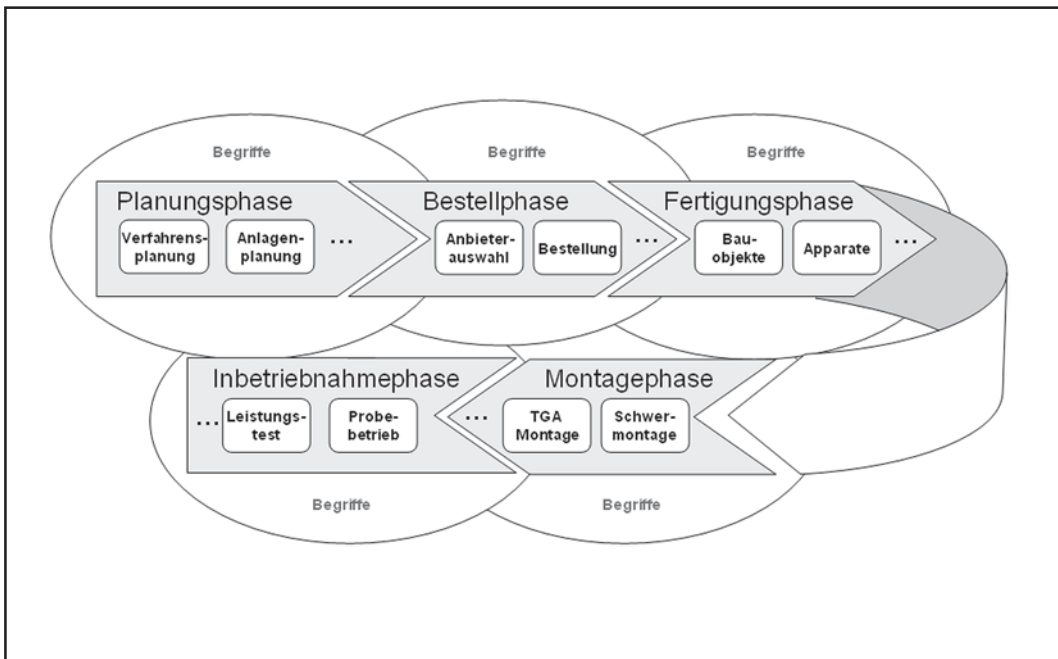 Begriffe
Begriffe
Begriffe
Planungsphase
Verfahrens-
planung
Anlagen-
planung
...
Bestellphase
Anbieter-
auswahl
Bestellung
...
Fertigungsphase
Bau-
objekte
Apparate
...
Inbetriebnahmephase
...
Leistungs-
test
Probe-
betrieb
Montagephase
...
TGA
Montage
Schwer-
montage
Begriffe
Begriffe